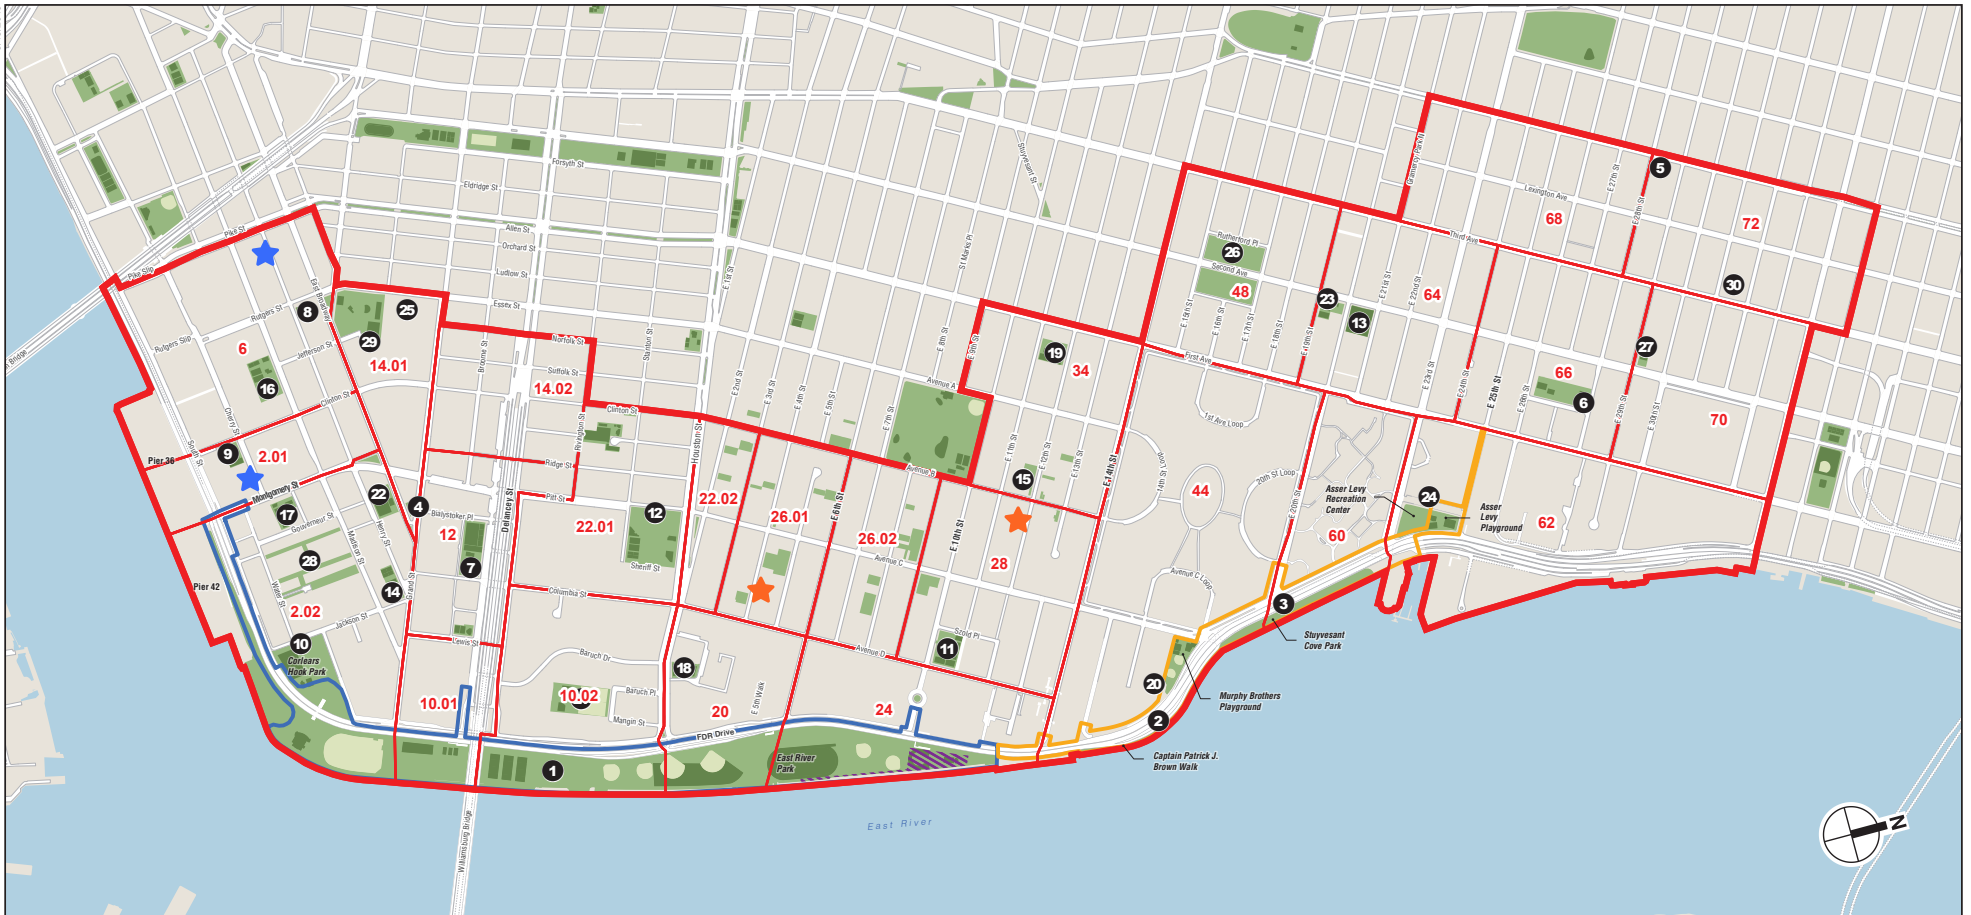 Forsyth St
Eldridge St
Allen St
Orchard St
Ludlow St
Essex St
Norfolk St
Suffolk St
Clinton St
Stanton St
Broome St
Rivington St
Ridge St
Pitt St
Houston St
E 1st St
St Marks Pl
Stuyvesant St
Gramercy Park N
Lexington Ave
E 27th St
E 28th St
5
68
72
Third Ave
30
Rutherford Pl
26
Second Ave
48
64
23
13
E 15th St
E 16th St
E 17th St
E 18th St
E 19th St
E 21st St
E 22nd St
E 23rd St
E 24th St
E 25th St
E 26th St
E 29th St
E 30th St
27
66
6
70
Pike St
Pike Slip
Bridge
East Broadway
Rutgers St
Rutgers Slip
Jefferson St
8
25
29
6
16
14.01
14.02
Clinton St
Cherry St
South St
Pier 36
9
2.01
Montgomery St
17
Gouverneur St
22
4
28
Madison St
Henry St
Water St
14
Grand St
Pier 42
2.02
Jackson St
10
Corlears
Hook Park
12
Bialystoker Pl
7
Delancey St
Lewis St
10.01
22.01
12
Sheriff St
Columbia St
Baruch Dr
Baruch Pl
10.02
Mangin St
18
20
E 5th Walk
FDR Drive
1
Williamsburg Bridge
E 2nd St
E 3rd St
E 4th St
E 5th St
E 6th St
E 7th St
E 8th St
E 9th St
Avenue A
Avenue B
22.02
26.01
26.02
Avenue C
E 10th St
28
Szold Pl
11
Avenue D
24
East River
Park
19
34
E 11th St
E 12th St
E 13th St
15
E 14th St
First Ave
1st Ave Loop
14th St Loop
44
20th St Loop
E 20th St
Avenue C Loop
Asser Levy
Recreation
Center
24
Asser
Levy
Playground
62
60
3
Stuyvesant
Cove Park
20
Murphy Brothers
Playground
2
Captain Patrick J.
Brown Walk
East River
N